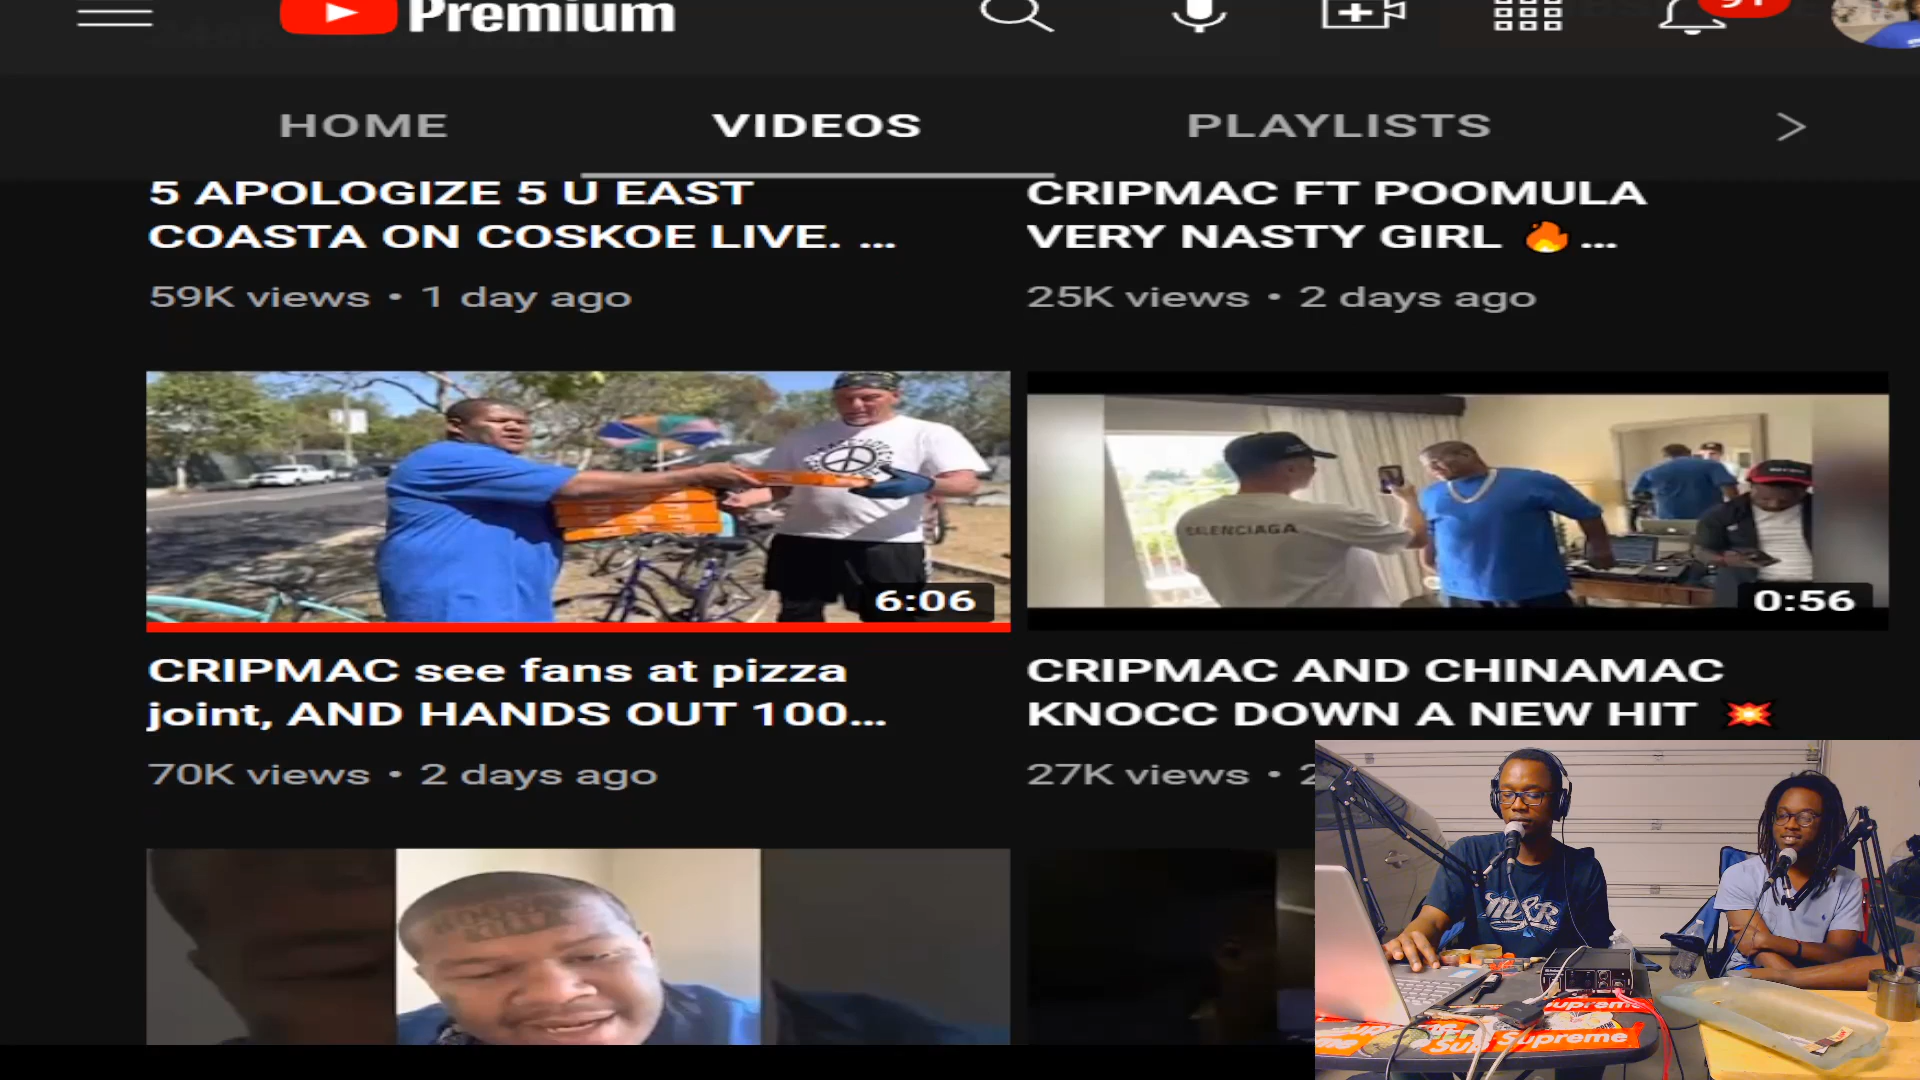 Premium
HOME VIDEOS PLAYLISTS
5 APOLOGIZE 5 U EAST
COASTA ON COSKOE LIVE. ...
59K views • 1 day ago
CRIPMAC FT POOMULA
VERY NASTY GIRL 🔥 ...
25K views • 2 days ago
BALENCIAGA
6:06
0:56
CRIPMAC see fans at pizza
joint, AND HANDS OUT 100...
70K views • 2 days ago
CRIPMAC AND CHINAMAC
KNOCC DOWN A NEW HIT 💥
27K views •
M&R
Supreme
Supreme